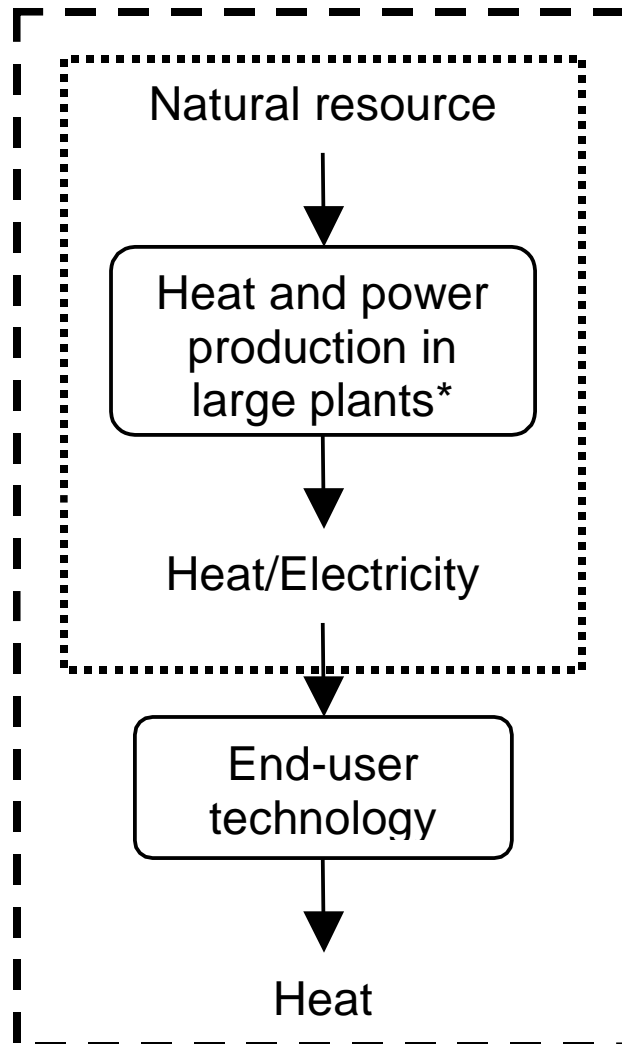 Natural resource
Heat and power
production in
large plants*
Heat/Electricity
End-user
technology
Heat